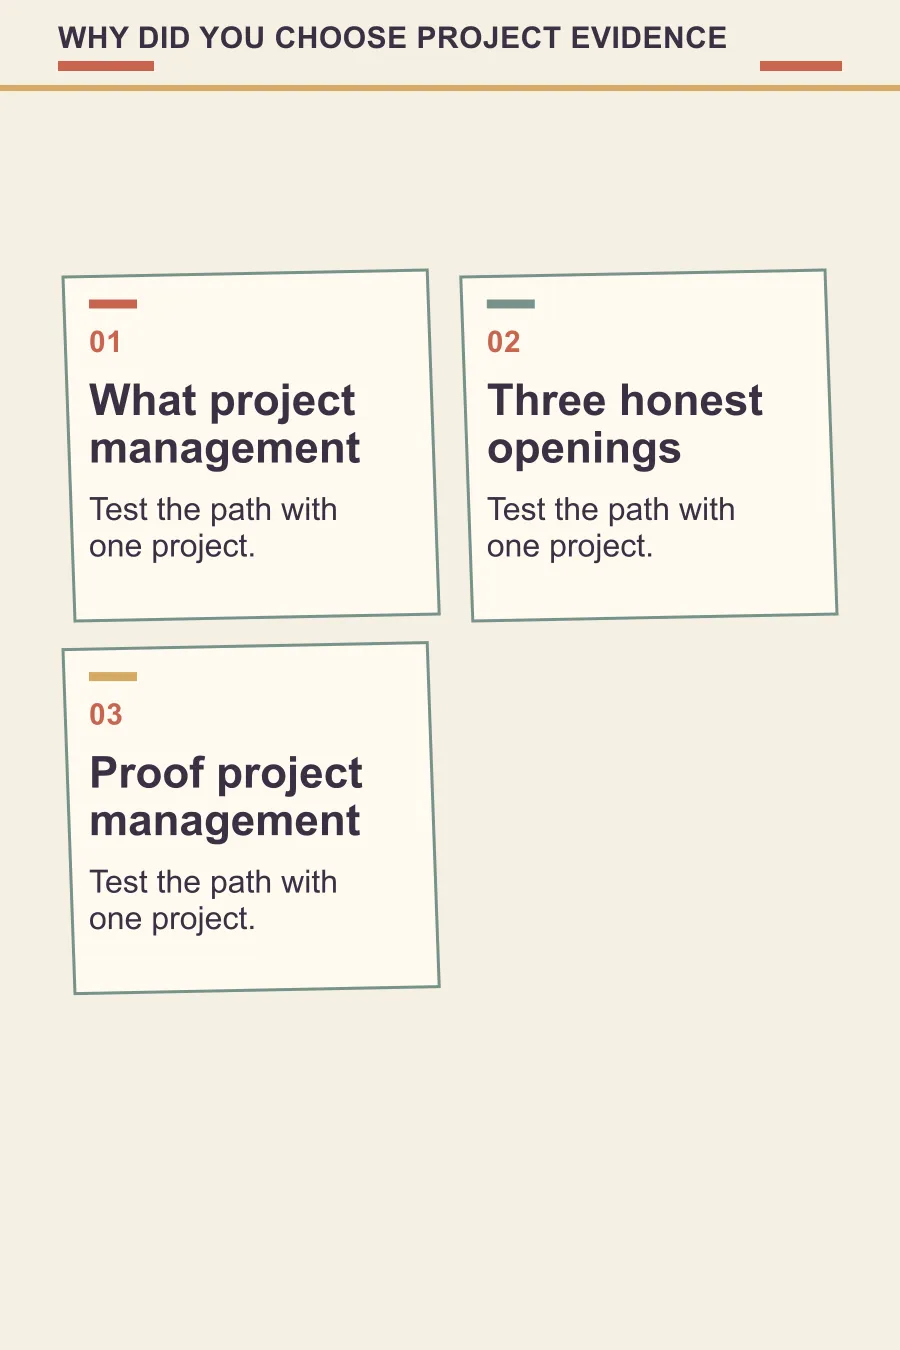 WHY DID YOU CHOOSE PROJECT EVIDENCE
01
What project
management
Test the path with
one project.
02
Three honest
openings
Test the path with
one project.
03
Proof project
management
Test the path with
one project.